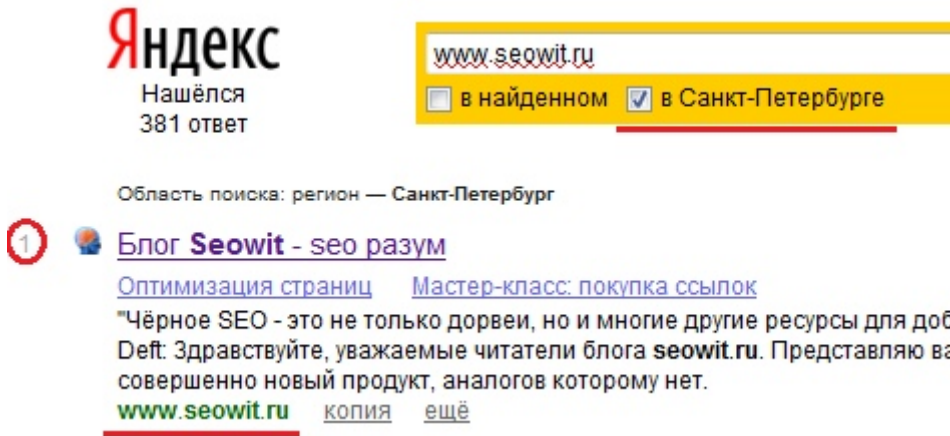 Яндекс
Нашёлся
381 ответ
www.seowit.ru
в найденном в Санкт-Петербурге
Область поиска: регион — Санкт-Петербург
1 Блог Seowit - seo разум
Оптимизация страниц Мастер-класс: покупка ссылок
"Чёрное SEO - это не только дорвеи, но и многие другие ресурсы для доб
Deft: Здравствуйте, уважаемые читатели блога seowit.ru. Представляю ва
совершенно новый продукт, аналогов которому нет.
www.seowit.ru копия ещё